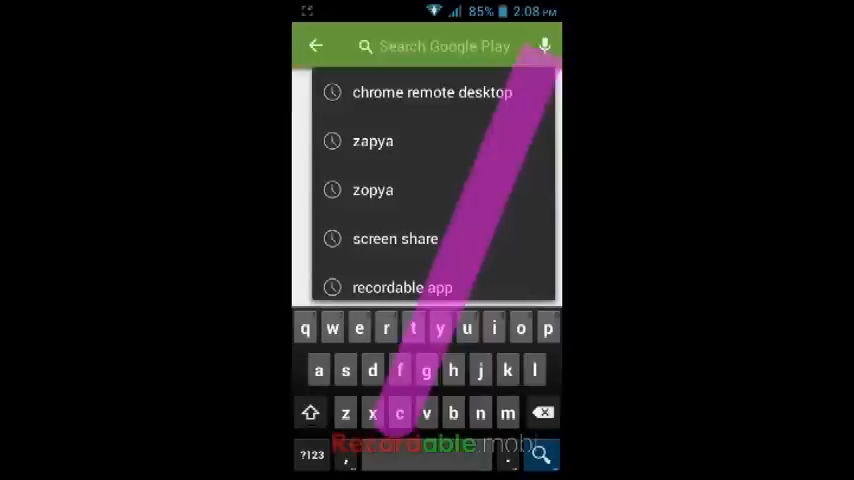 85% 2.08 PM
Search Google Play
chrome remote desktop
zapya
zopya
screen share
recordable app
q w e r t y u i o p
a s d f g h j k l
z x c v b n m
Recordable.mobi
?123 , .